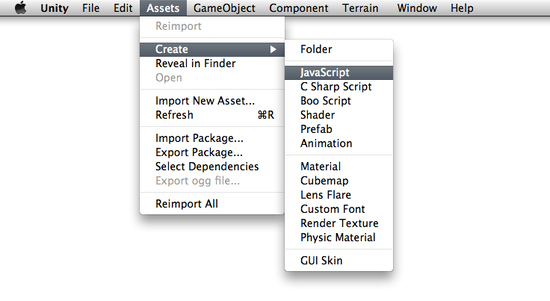 Unity File Edit Assets GameObject Component Terrain Window Help
Reimport
Create
Reveal in Finder
Open
Import New Asset...
Refresh ⌘R
Import Package...
Export Package...
Select Dependencies
Export ogg file...
Reimport All
Folder
JavaScript
C Sharp Script
Boo Script
Shader
Prefab
Animation
Material
Cubemap
Lens Flare
Custom Font
Render Texture
Physic Material
GUI Skin